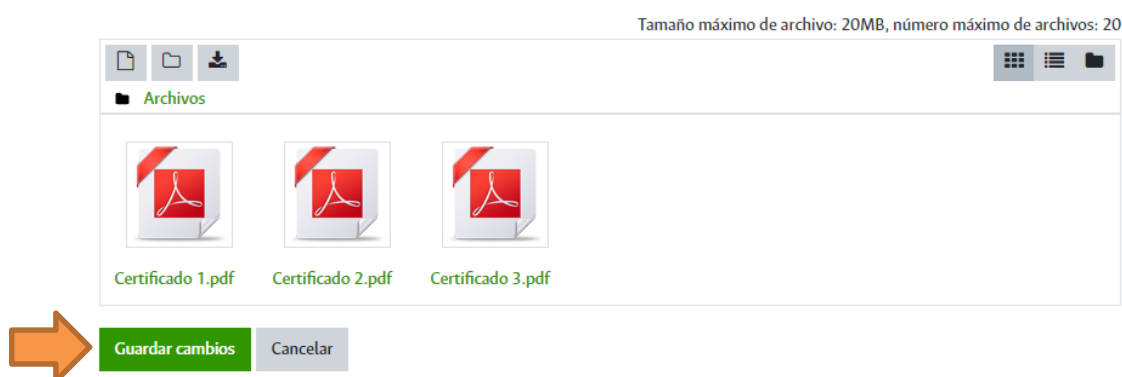 Tamaño máximo de archivo: 20MB, número máximo de archivos: 20
Archivos
Certificado 1.pdf Certificado 2.pdf Certificado 3.pdf
Guardar cambios Cancelar